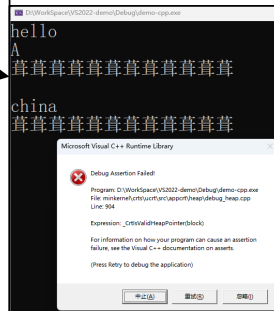 D:\WorkSpace\VS2022-demo\Debug\demo-cpp.exe
hello
A
葺葺葺葺葺葺葺葺葺葺葺葺
china
葺葺葺葺葺葺葺葺葺葺葺葺
Microsoft Visual C++ Runtime Library
Debug Assertion Failed!
Program: D:\WorkSpace\VS2022-demo\Debug\demo-cpp.exe
File: minkernel\crts\ucrt\src\appcrt\heap\debug_heap.cpp
Line: 904
Expression: _CrtIsValidHeapPointer(block)
For information on how your program can cause an assertion
failure, see the Visual C++ documentation on asserts.
(Press Retry to debug the application)
中止(A)
重试(R)
忽略(I)